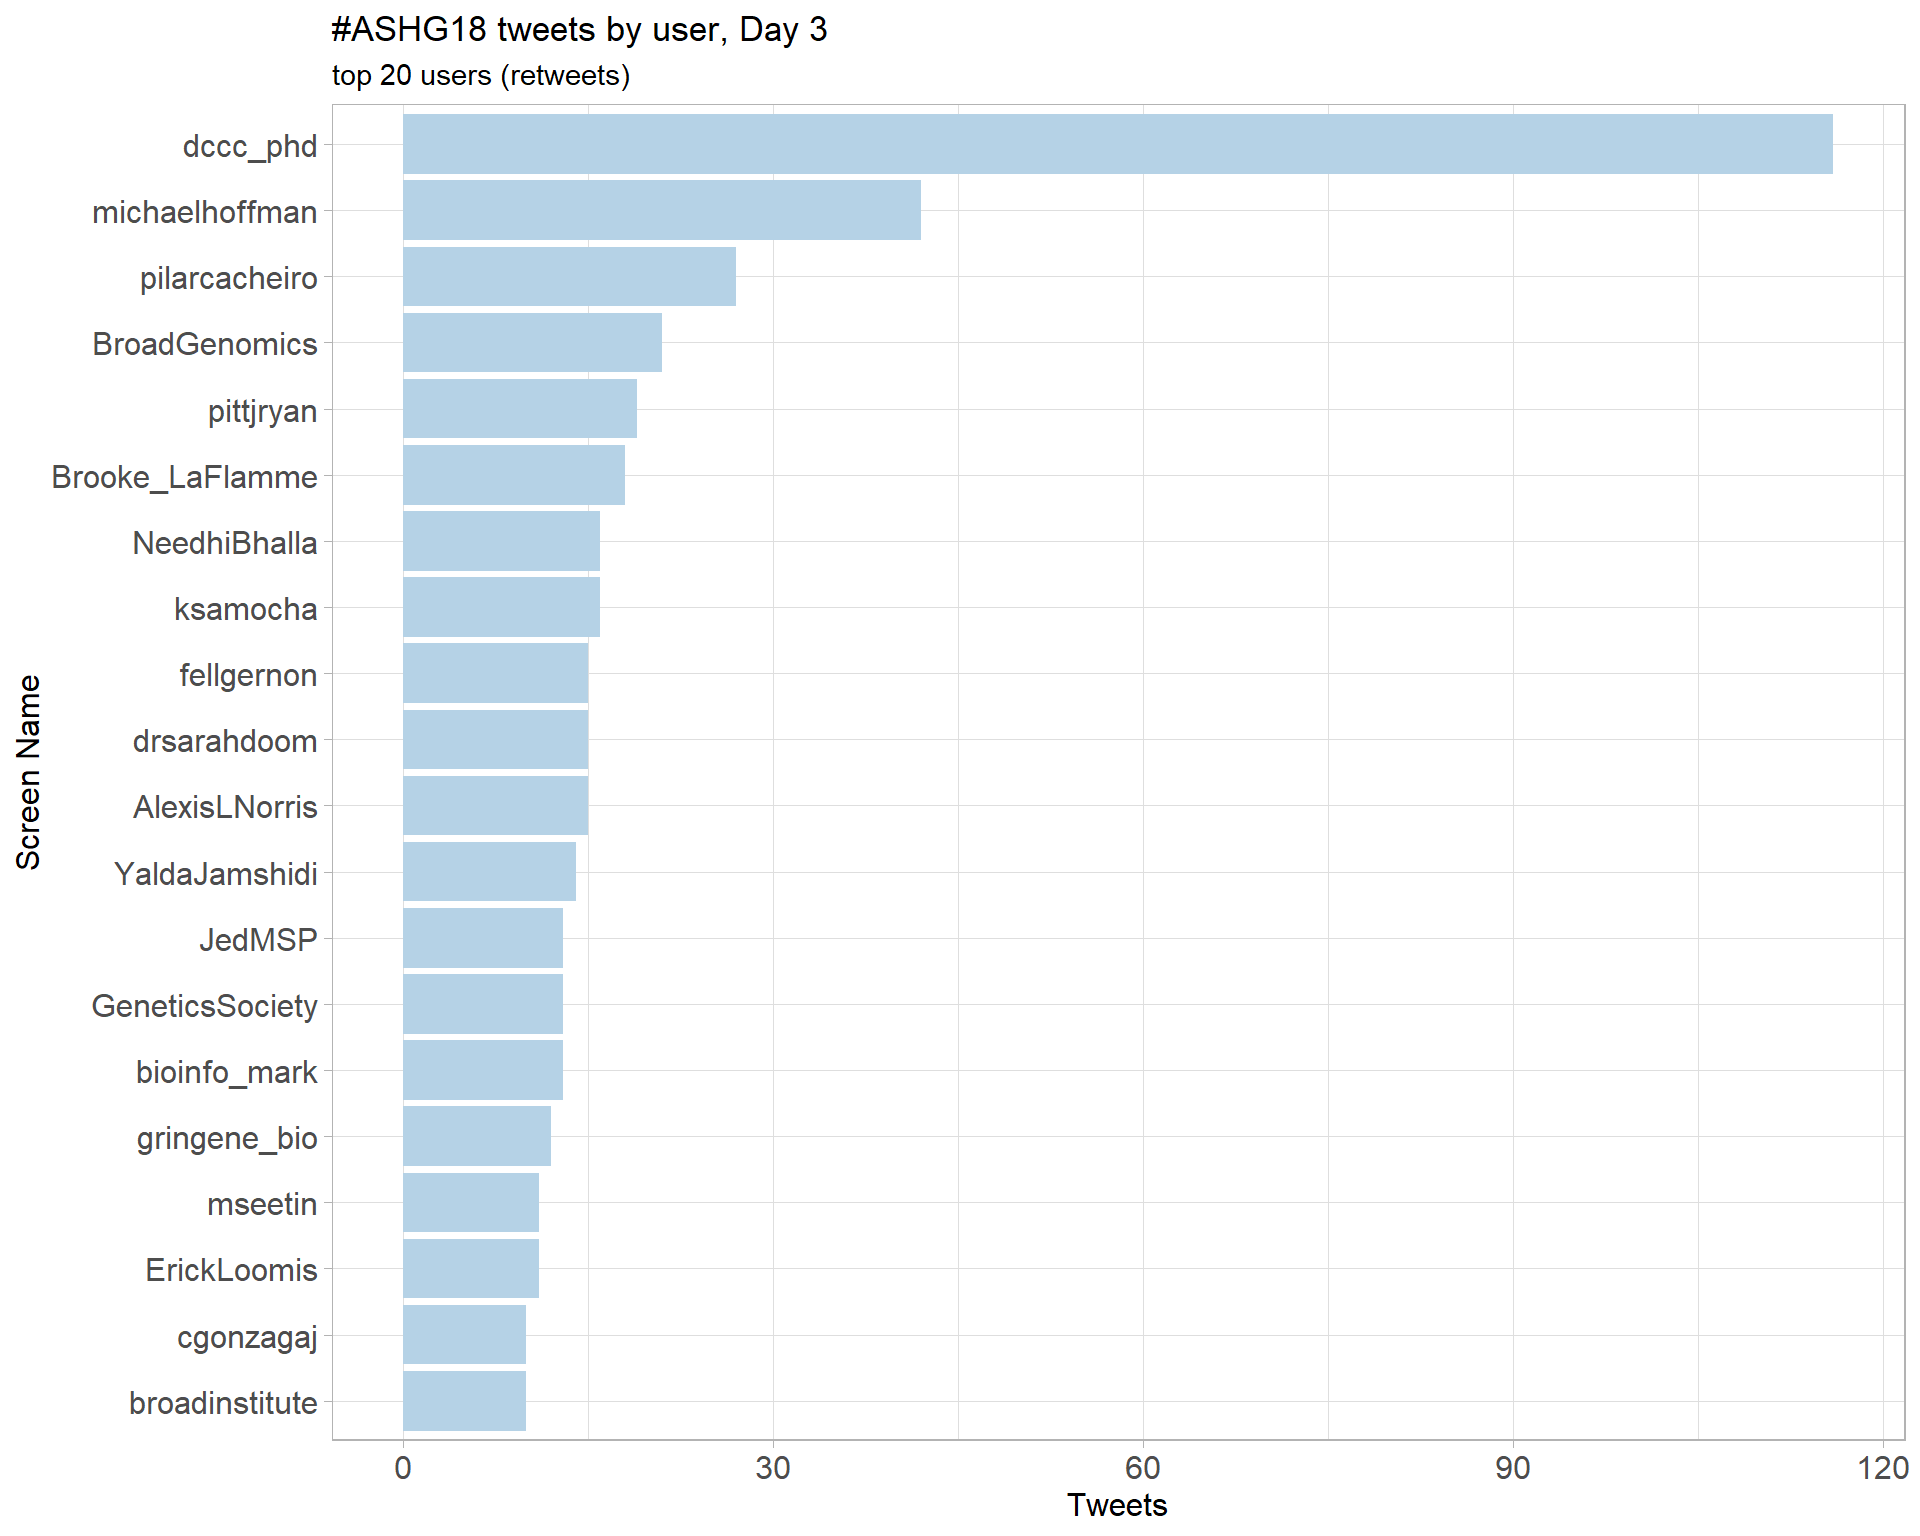 #ASHG18 tweets by user, Day 3
top 20 users (retweets)
dccc_phd
michaelhoffman
pilarcacheiro
BroadGenomics
pittjryan
Brooke_LaFlamme
NeedhiBhalla
ksamocha
fellgernon
drsarahdoom
AlexisLNorris
YaldaJamshidi
JedMSP
GeneticsSociety
bioinfo_mark
gringene_bio
mseetin
ErickLoomis
cgonzagaj
broadinstitute
Screen Name
0 30 60 90 120
Tweets